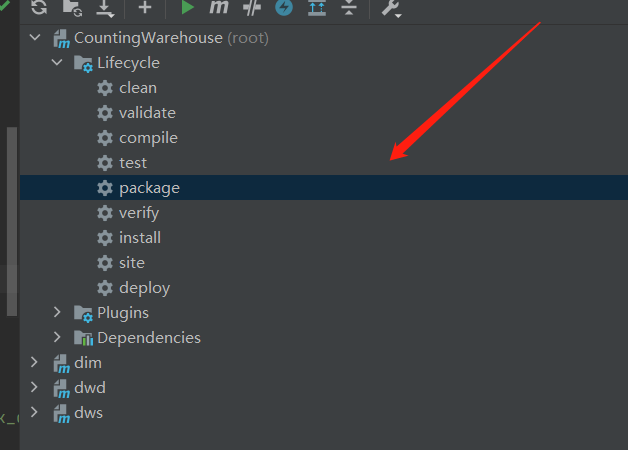 m
CountingWarehouse (root)
Lifecycle
clean
validate
compile
test
package
verify
install
site
deploy
Plugins
Dependencies
dim
dwd
dws